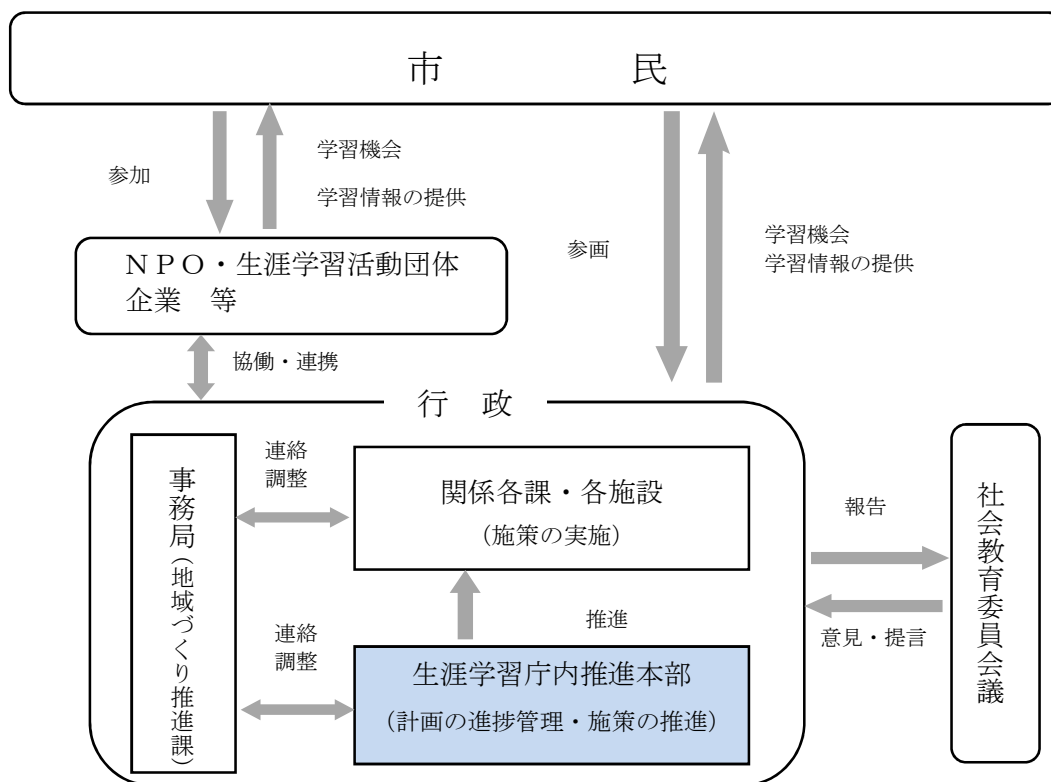 市 民
参加
学習機会
学習情報の提供
参画
学習機会
学習情報の提供
NPO・生涯学習活動団体
企業 等
協働・連携
行 政
事務局(地域づくり推進課)
連絡
調整
関係各課・各施設
(施策の実施)
推進
連絡
調整
生涯学習庁内推進本部
(計画の進捗管理・施策の推進)
報告
意見・提言
社会教育委員会議